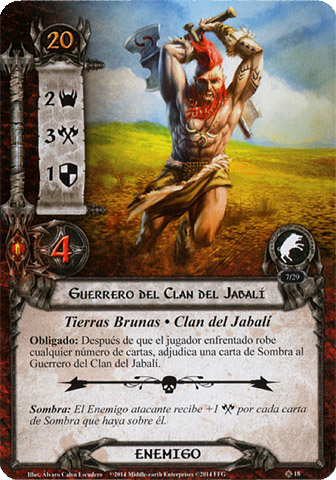 20
2
3
1
4
7/29
Guerrero del Clan del Jabalí
Tierras Brunas • Clan del Jabalí
Obligado: Después de que el jugador enfrentado robe
cualquier número de cartas, adjudica una carta de Sombra al
Guerrero del Clan del Jabalí.
Sombra: El Enemigo atacante recibe +1 por cada carta
de Sombra que haya sobre él.
ENEMIGO
Illus. Álvaro Calvo Escudero ©2014 Middle-earth Enterprises ©2014 FFG 18